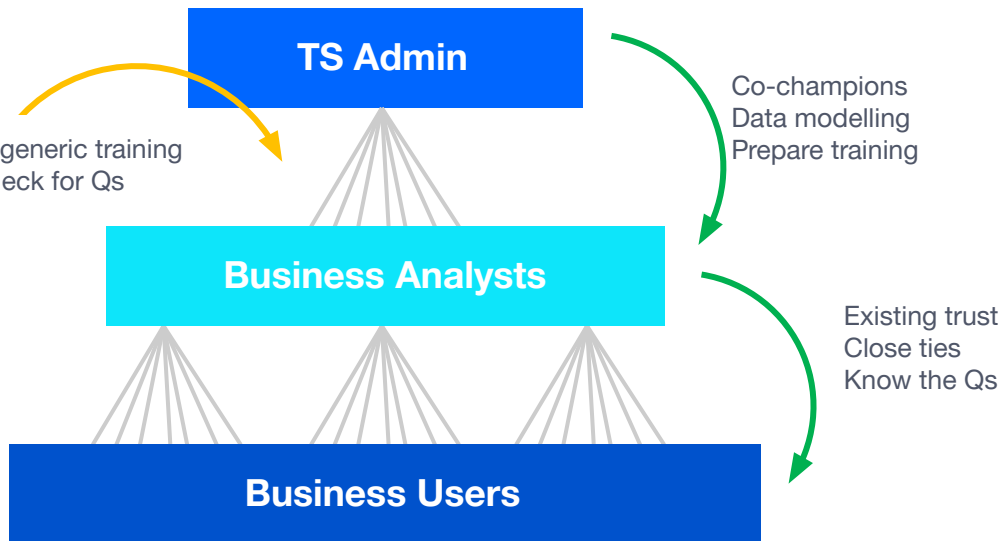 TS Admin
Co-champions
Data modelling
Prepare training
generic training
eck for Qs
Business Analysts
Existing trust
Close ties
Know the Qs
Business Users